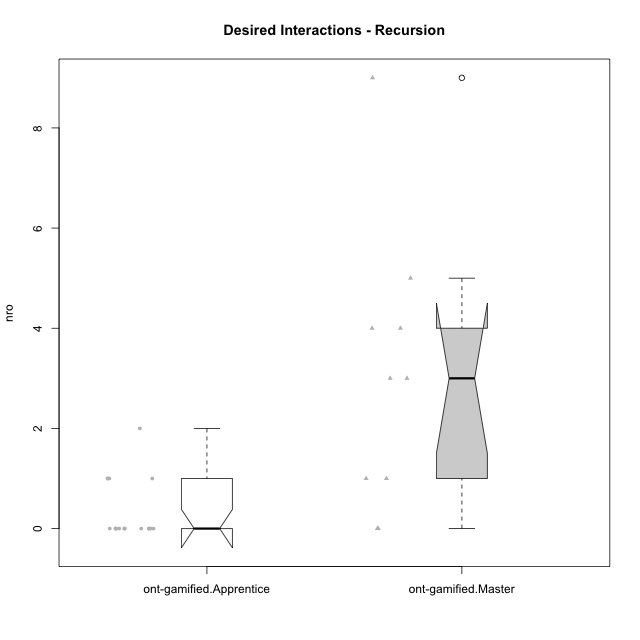 Desired Interactions - Recursion
8
6
4
2
0
nro
ont-gamified.Apprentice
ont-gamified.Master